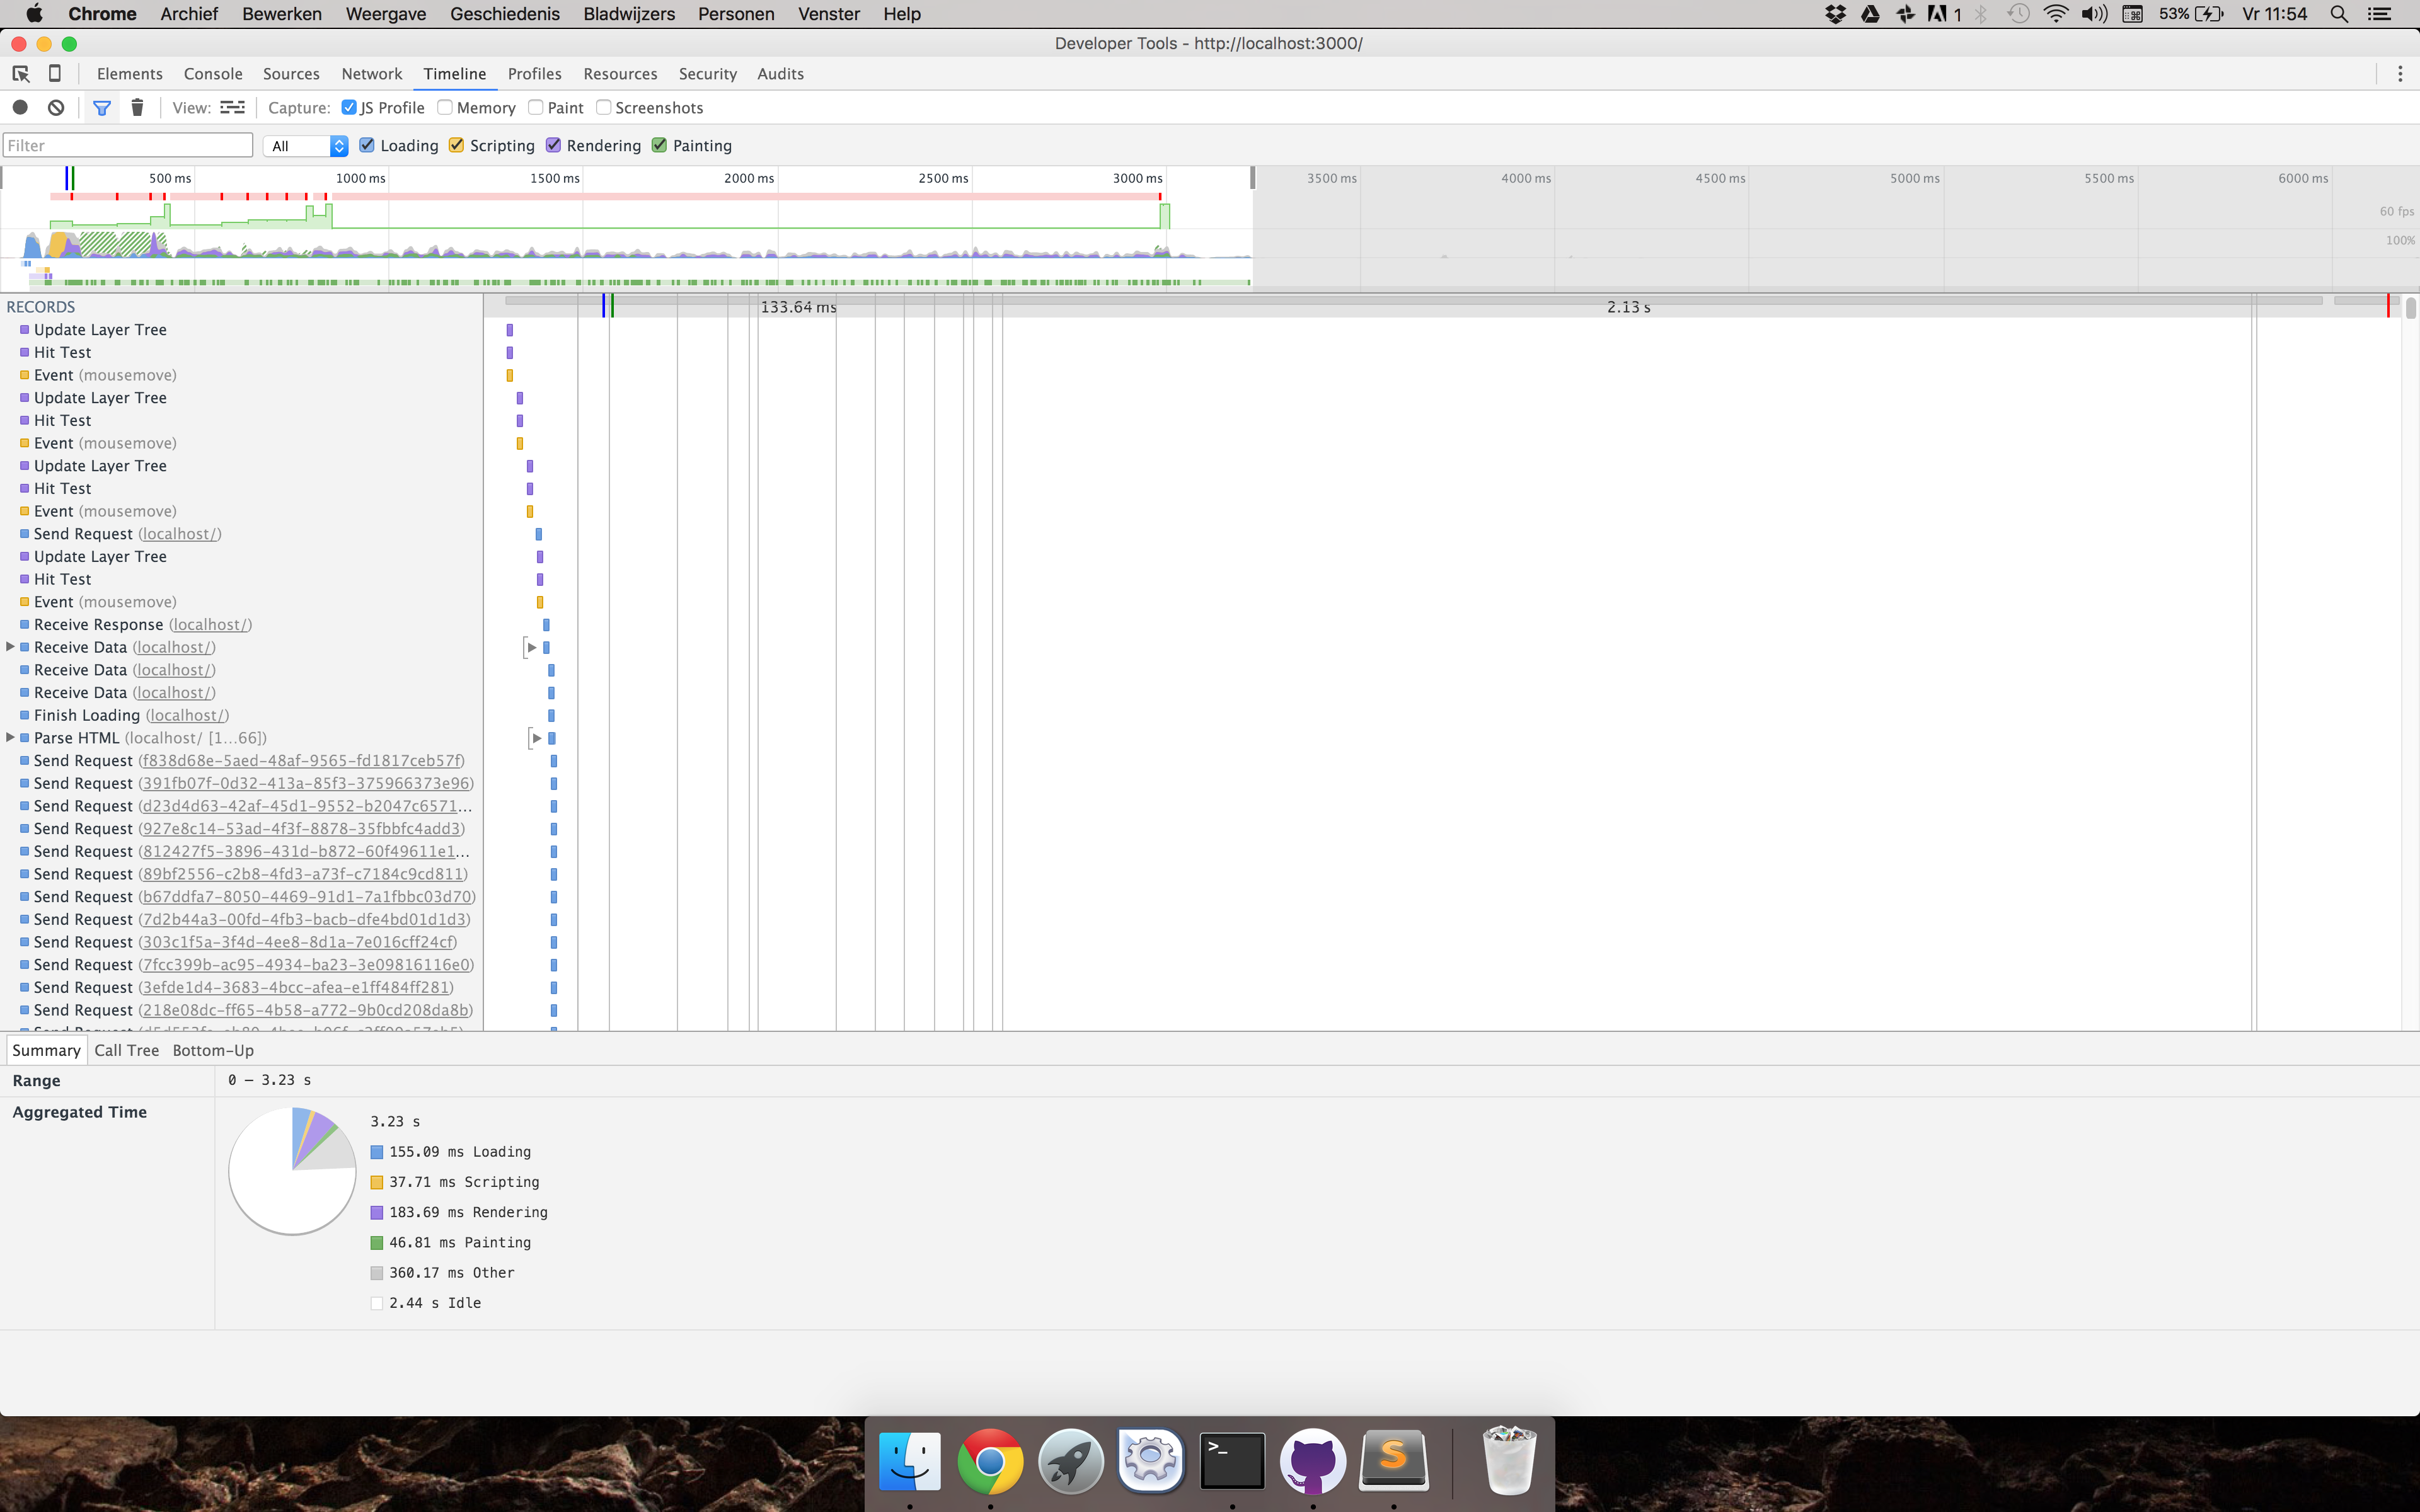 Chrome Archief Bewerken Weergave Geschiedenis Bladwijzers Personen Venster Help 1 53% Vr 11:54
Developer Tools - http://localhost:3000/
Elements Console Sources Network Timeline Profiles Resources Security Audits
View: Capture: JS Profile Memory Paint Screenshots
Filter All Loading Scripting Rendering Painting
500 ms 1000 ms 1500 ms 2000 ms 2500 ms 3000 ms 3500 ms 4000 ms 4500 ms 5000 ms 5500 ms 6000 ms
60 fps
100%
RECORDS 133.64 ms 2.13 s
Update Layer Tree
Hit Test
Event (mousemove)
Update Layer Tree
Hit Test
Event (mousemove)
Update Layer Tree
Hit Test
Event (mousemove)
Send Request (localhost/)
Update Layer Tree
Hit Test
Event (mousemove)
Receive Response (localhost/)
Receive Data (localhost/)
Receive Data (localhost/)
Receive Data (localhost/)
Finish Loading (localhost/)
Parse HTML (localhost/ [1...66])
Send Request (f838d68e-5aed-48af-9565-fd1817ceb57f)
Send Request (391fb07f-0d32-413a-85f3-375966373e96)
Send Request (d23d4d63-42af-45d1-9552-b2047c6571...
Send Request (927e8c14-53ad-4f3f-8878-35fbbfc4add3)
Send Request (812427f5-3896-431d-b872-60f49611e1...
Send Request (89bf2556-c2b8-4fd3-a73f-c7184c9cd811)
Send Request (b67ddfa7-8050-4469-91d1-7a1fbbc03d70)
Send Request (7d2b44a3-00fd-4fb3-bacb-dfe4bd01d1d3)
Send Request (303c1f5a-3f4d-4ee8-8d1a-7e016cff24cf)
Send Request (7fcc399b-ac95-4934-ba23-3e09816116e0)
Send Request (3efde1d4-3683-4bcc-afea-e1ff484ff281)
Send Request (218e08dc-ff65-4b58-a772-9b0cd208da8b)
Send Request
Summary Call Tree Bottom-Up
Range 0 – 3.23 s
Aggregated Time
3.23 s
155.09 ms Loading
37.71 ms Scripting
183.69 ms Rendering
46.81 ms Painting
360.17 ms Other
2.44 s Idle
>_
S